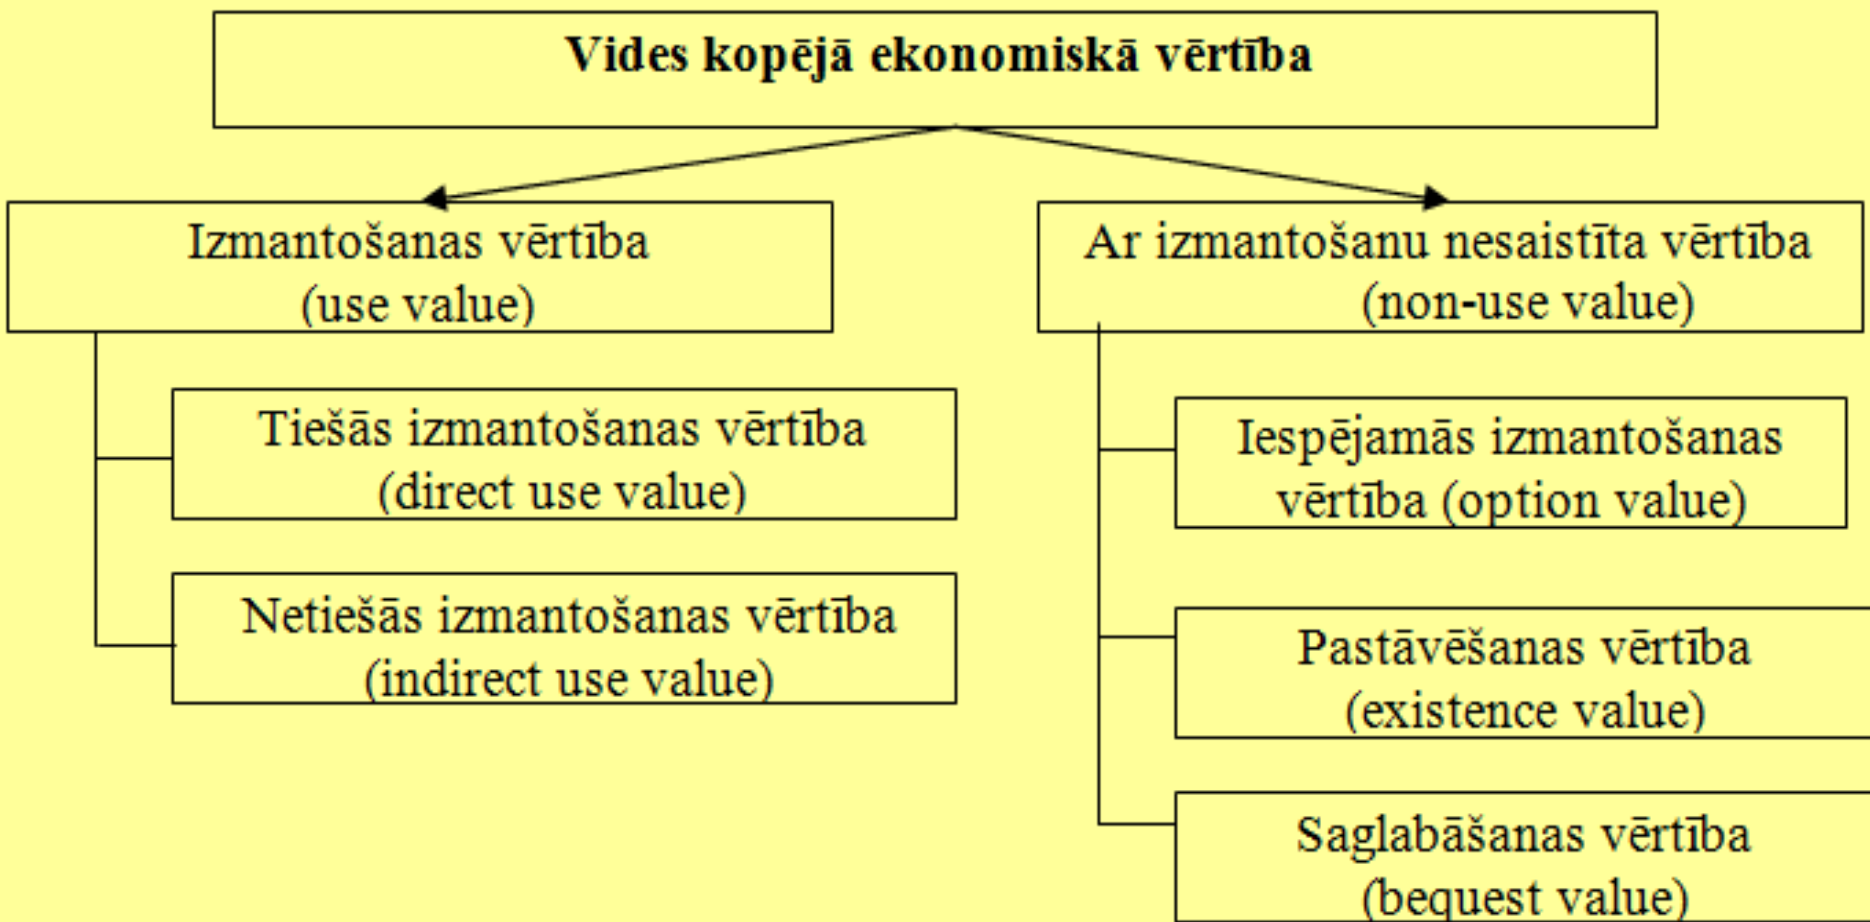 Vides kopējā ekonomiskā vērtība
Izmantošanas vērtība
(use value)
Tiešās izmantošanas vērtība
(direct use value)
Netiešās izmantošanas vērtība
(indirect use value)
Ar izmantošanu nesaistīta vērtība
(non-use value)
Iespējamās izmantošanas
vērtība (option value)
Pastāvēšanas vērtība
(existence value)
Saglabāšanas vērtība
(bequest value)